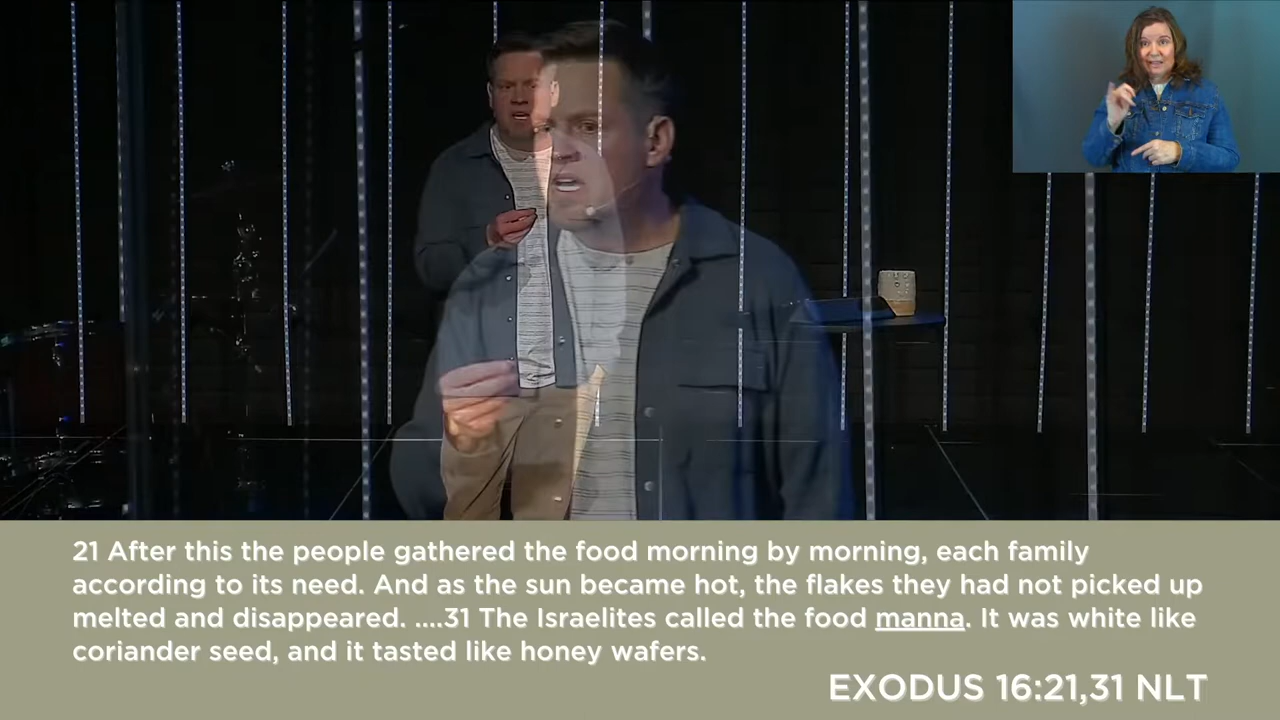 21 After this the people gathered the food morning by morning, each family
according to its need. And as the sun became hot, the flakes they had not picked up
melted and disappeared. ....31 The Israelites called the food manna. It was white like
coriander seed, and it tasted like honey wafers.
EXODUS 16:21,31 NLT